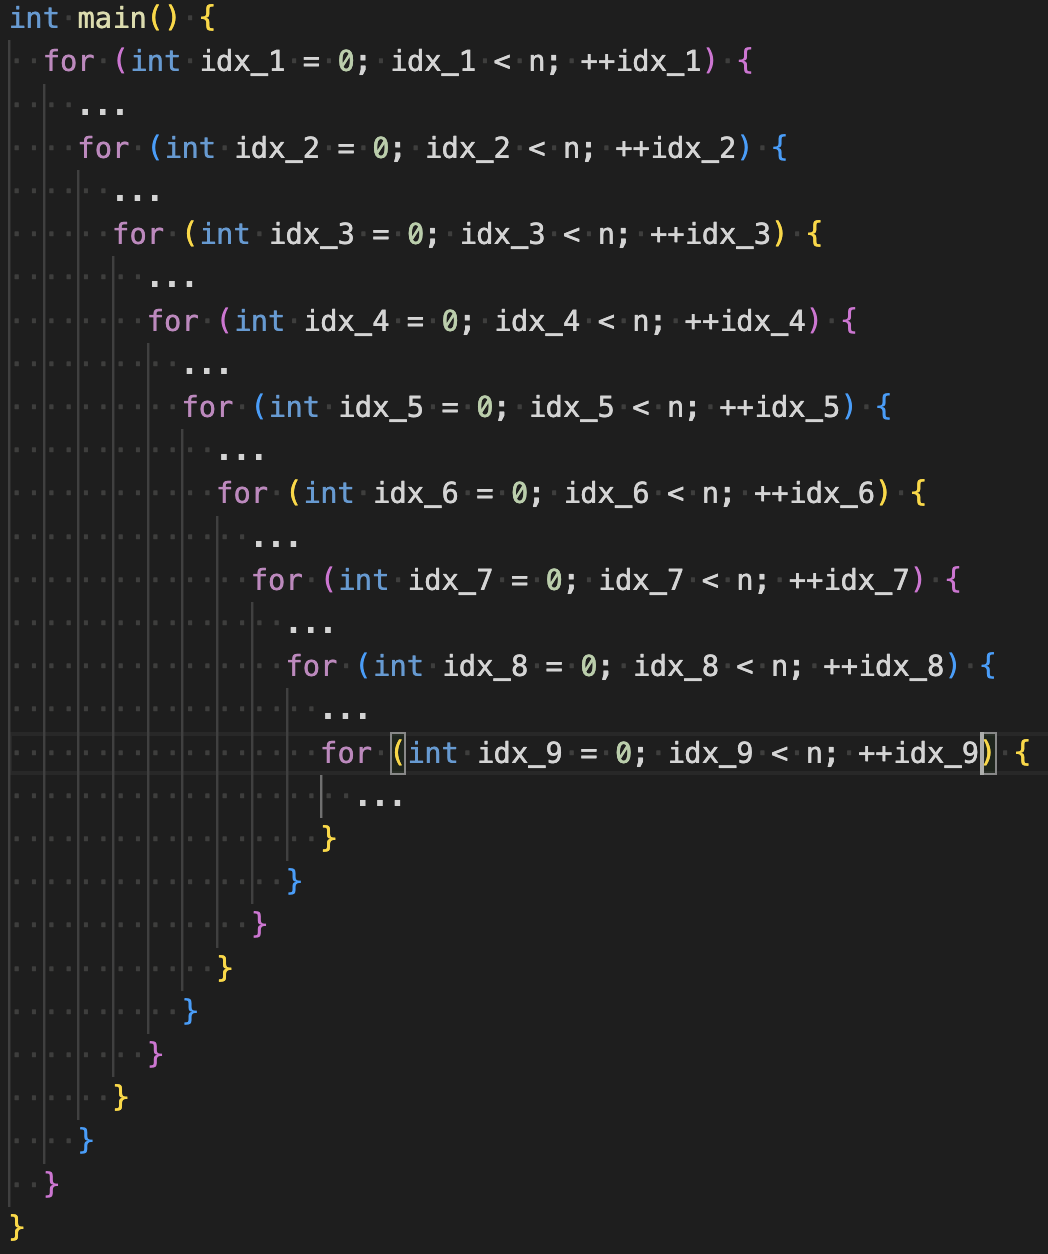 int main() {
  for (int idx_1 = 0; idx_1 < n; ++idx_1) {
    ...
    for (int idx_2 = 0; idx_2 < n; ++idx_2) {
      ...
      for (int idx_3 = 0; idx_3 < n; ++idx_3) {
        ...
        for (int idx_4 = 0; idx_4 < n; ++idx_4) {
          ...
          for (int idx_5 = 0; idx_5 < n; ++idx_5) {
            ...
            for (int idx_6 = 0; idx_6 < n; ++idx_6) {
              ...
              for (int idx_7 = 0; idx_7 < n; ++idx_7) {
                ...
                for (int idx_8 = 0; idx_8 < n; ++idx_8) {
                  ...
                  for (int idx_9 = 0; idx_9 < n; ++idx_9) {
                    ...
                  }
                }
              }
            }
          }
        }
      }
    }
  }
}